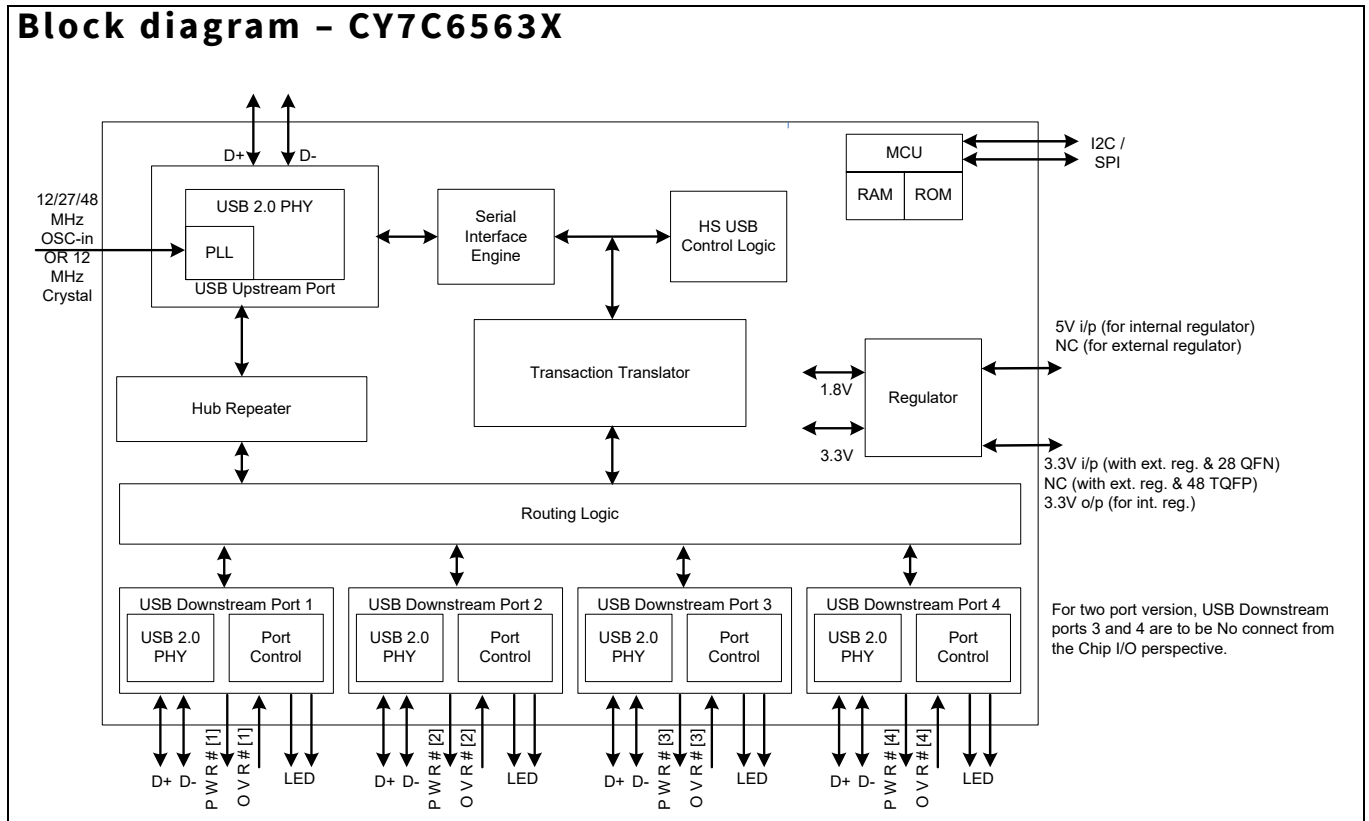 Block diagram – CY7C6563X
D+
D-
12/27/48
MHz
OSC-in
OR 12
MHz
Crystal
USB 2.0 PHY
PLL
USB Upstream Port
Serial
Interface
Engine
HS USB
Control Logic
MCU
RAM
ROM
I2C /
SPI
Hub Repeater
Transaction Translator
1.8V
3.3V
Regulator
5V i/p (for internal regulator)
NC (for external regulator)
3.3V i/p (with ext. reg. & 28 QFN)
NC (with ext. reg. & 48 TQFP)
3.3V o/p (for int. reg.)
Routing Logic
USB Downstream Port 1
USB 2.0
PHY
Port
Control
USB Downstream Port 2
USB 2.0
PHY
Port
Control
USB Downstream Port 3
USB 2.0
PHY
Port
Control
USB Downstream Port 4
USB 2.0
PHY
Port
Control
For two port version, USB Downstream
ports 3 and 4 are to be No connect from
the Chip I/O perspective.
D+
D-
PWR# [1]
OVR# [1]
LED
D+
D-
PWR# [2]
OVR# [2]
LED
D+
D-
PWR# [3]
OVR# [3]
LED
D+
D-
PWR# [4]
OVR# [4]
LED